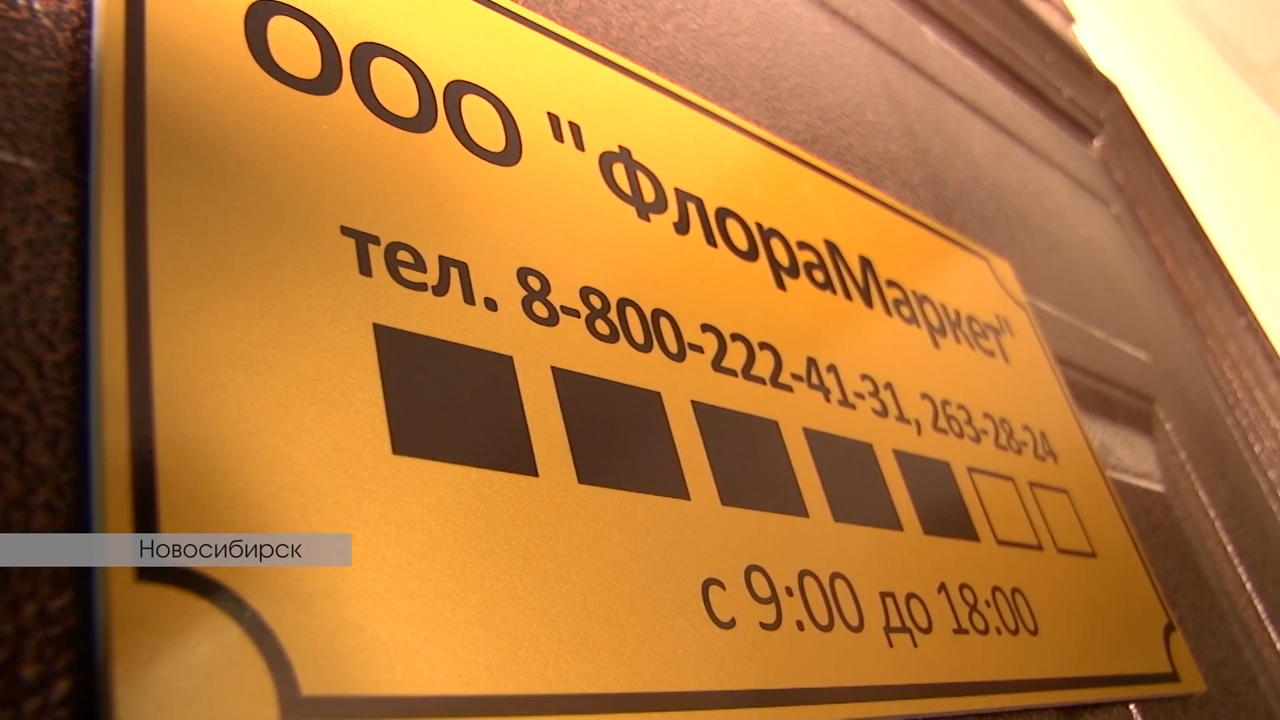 ООО "ФлораМаркет"
тел. 8-800-222-41-31, 263-28-24
с 9:00 до 18:00
Новосибирск